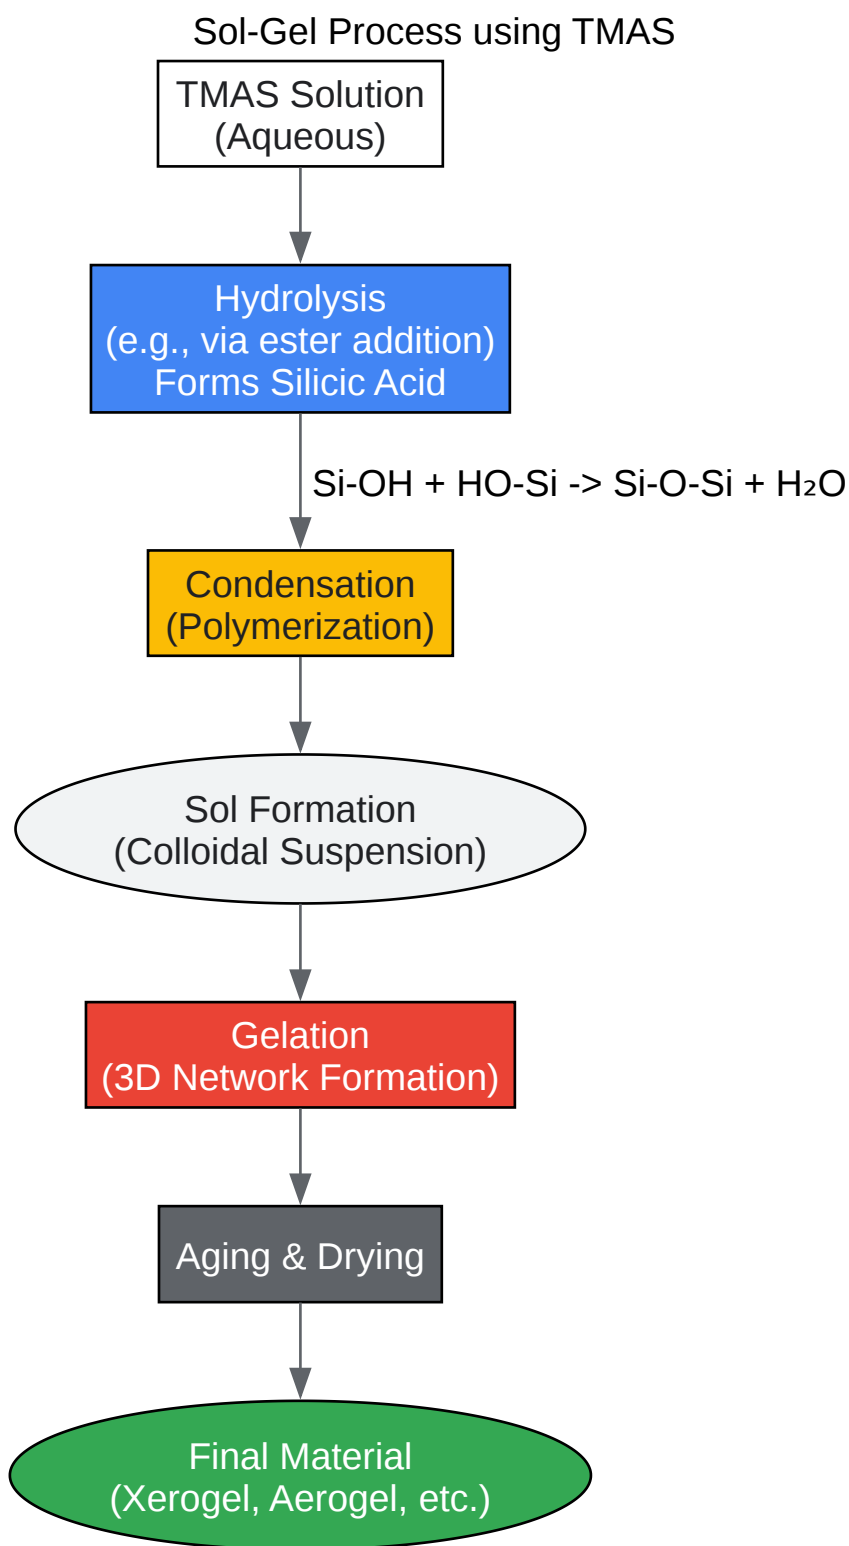 Sol-Gel Process using TMAS
TMAS Solution
(Aqueous)
Hydrolysis
(e.g., via ester addition)
Forms Silicic Acid
Si-OH + HO-Si -> Si-O-Si + H₂O
Condensation
(Polymerization)
Sol Formation
(Colloidal Suspension)
Gelation
(3D Network Formation)
Aging & Drying
Final Material
(Xerogel, Aerogel, etc.)